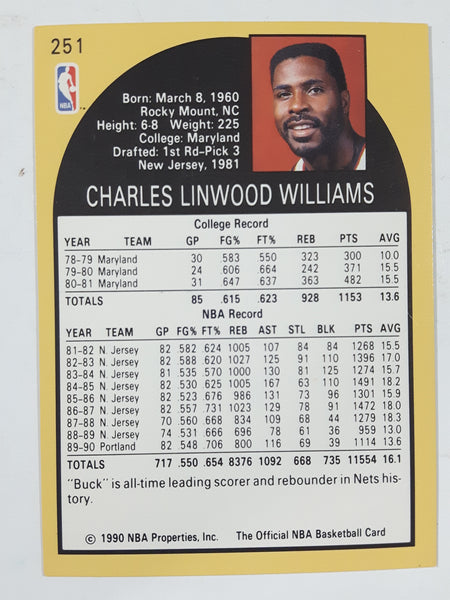 251
NBA
Born: March 8, 1960
Rocky Mount, NC
Height: 6-8 Weight: 225
College: Maryland
Drafted: 1st Rd–Pick 3
New Jersey, 1981
CHARLES LINWOOD WILLIAMS
College Record
YEAR TEAM GP FG% FT% REB PTS AVG
78–79 Maryland 30 .583 .550 323 300 10.0
79–80 Maryland 24 .606 .664 242 371 15.5
80–81 Maryland 31 .647 .637 363 482 15.5
TOTALS 85 .615 .623 928 1153 13.6
NBA Record
YEAR TEAM GP FG% FT% REB AST STL BLK PTS AVG
81–82 N. Jersey 82 .582 .624 1005 107 84 84 1268 15.5
82–83 N. Jersey 82 .588 .620 1027 125 91 110 1396 17.0
83–84 N. Jersey 81 .535 .570 1000 130 81 125 1274 15.7
84–85 N. Jersey 82 .530 .625 1005 167 63 110 1491 18.2
85–86 N. Jersey 82 .523 .676 986 131 73 96 1301 15.9
86–87 N. Jersey 82 .557 .731 1023 129 78 91 1472 18.0
87–88 N. Jersey 70 .560 .668 834 109 68 44 1279 18.3
88–89 N. Jersey 74 .531 .666 696 78 61 36 959 13.0
89–90 Portland 82 .548 .706 800 116 69 39 1114 13.6
TOTALS 717 .550 .654 8376 1092 668 735 11554 16.1
"Buck" is all-time leading scorer and rebounder in Nets his-
tory.
© 1990 NBA Properties, Inc. The Official NBA Basketball Card